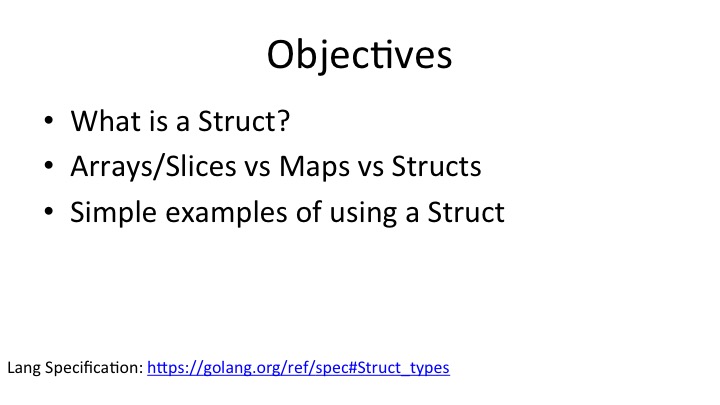 Objectives
• What is a Struct?
• Arrays/Slices vs Maps vs Structs
• Simple examples of using a Struct
Lang Specification: https://golang.org/ref/spec#Struct_types